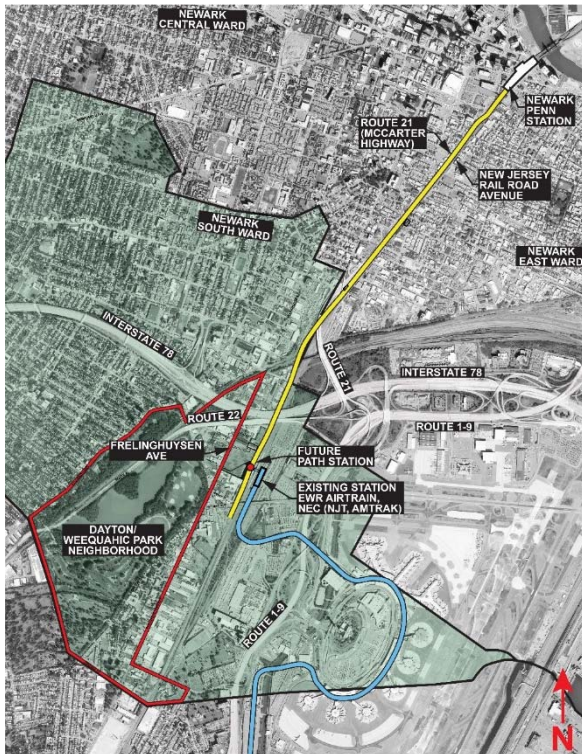 NEWARK
CENTRAL WARD
NEWARK
PENN
STATION
ROUTE 21
(MCCARTER
HIGHWAY)
NEW JERSEY
RAIL ROAD
AVENUE
NEWARK
SOUTH WARD
NEWARK
EAST WARD
INTERSTATE 78
ROUTE 21
INTERSTATE 78
ROUTE 22
ROUTE 1-9
FRELINGHUYSEN
AVE
FUTURE
PATH STATION
EXISTING STATION
EWR AIRTRAIN,
NEC (NJT, AMTRAK)
DAYTON/
WEEQUAHIC PARK
NEIGHBORHOOD
ROUTE 1-9
N